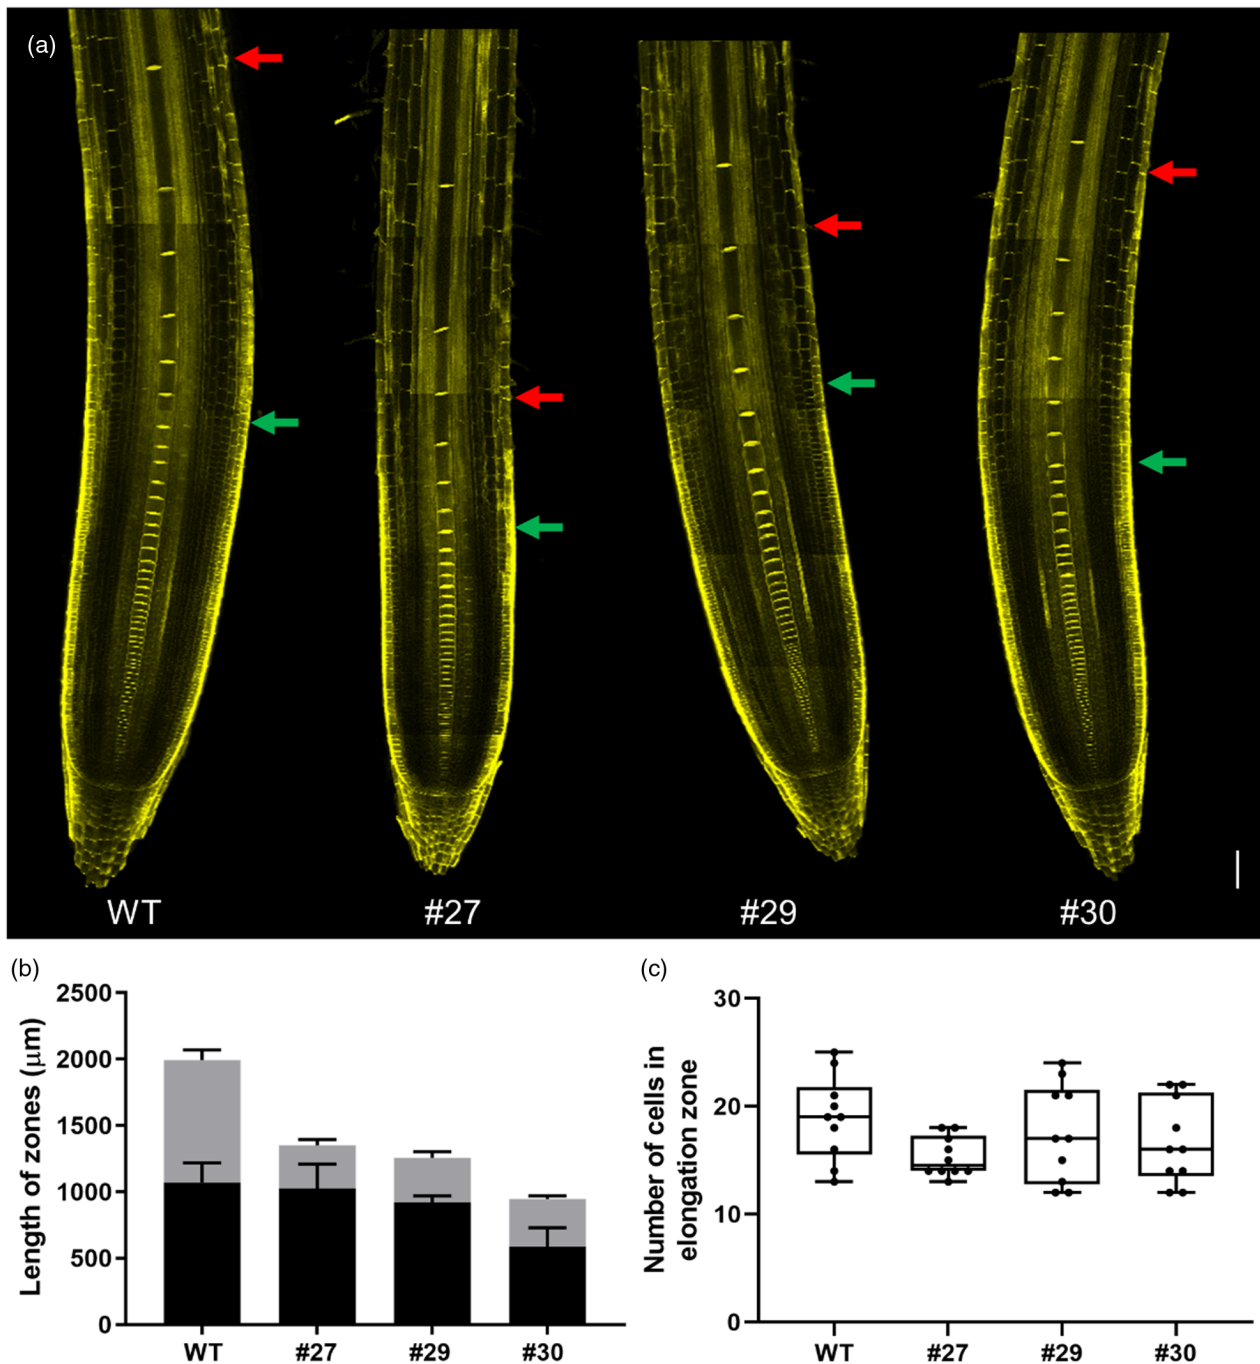 (a)
WT #27 #29 #30
(b)
Length of zones (μm)
2500
2000
1500
1000
500
0
WT #27 #29 #30
(c)
Number of cells in
elongation zone
30
20
10
0
WT #27 #29 #30